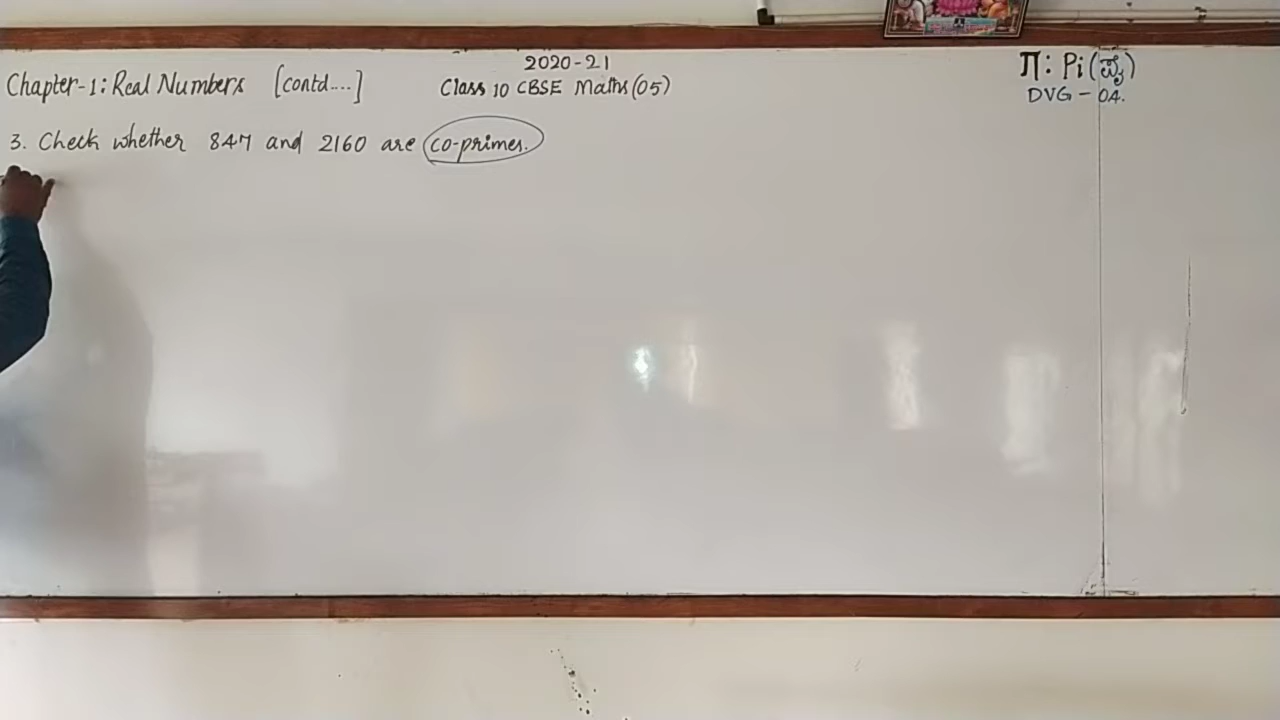 2020-21
Chapter-1: Real Numbers [contd....]
Class 10 CBSE Maths (05)
π: Pi (ಪೈ)
DVG - 04.
3. Check whether 847 and 2160 are co-primes.